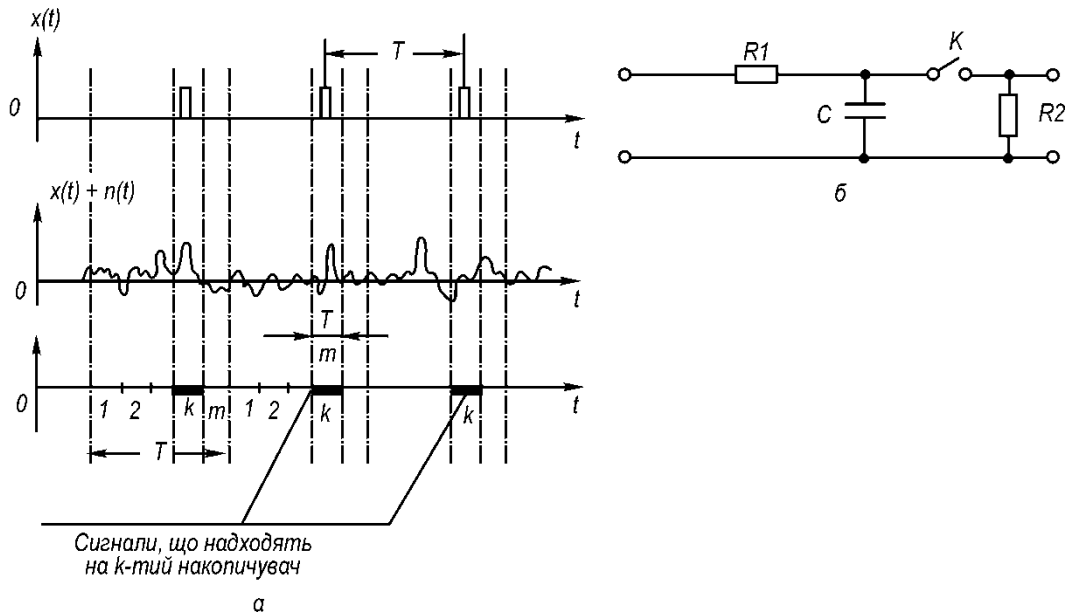 x(t)
T
0
t
x(t) + n(t)
0
t
T
m
0
1 2 k m 1 2 k k
t
T
Сигнали, що надходять
на k-тий накопичувач
а
R1
K
C
R2
б